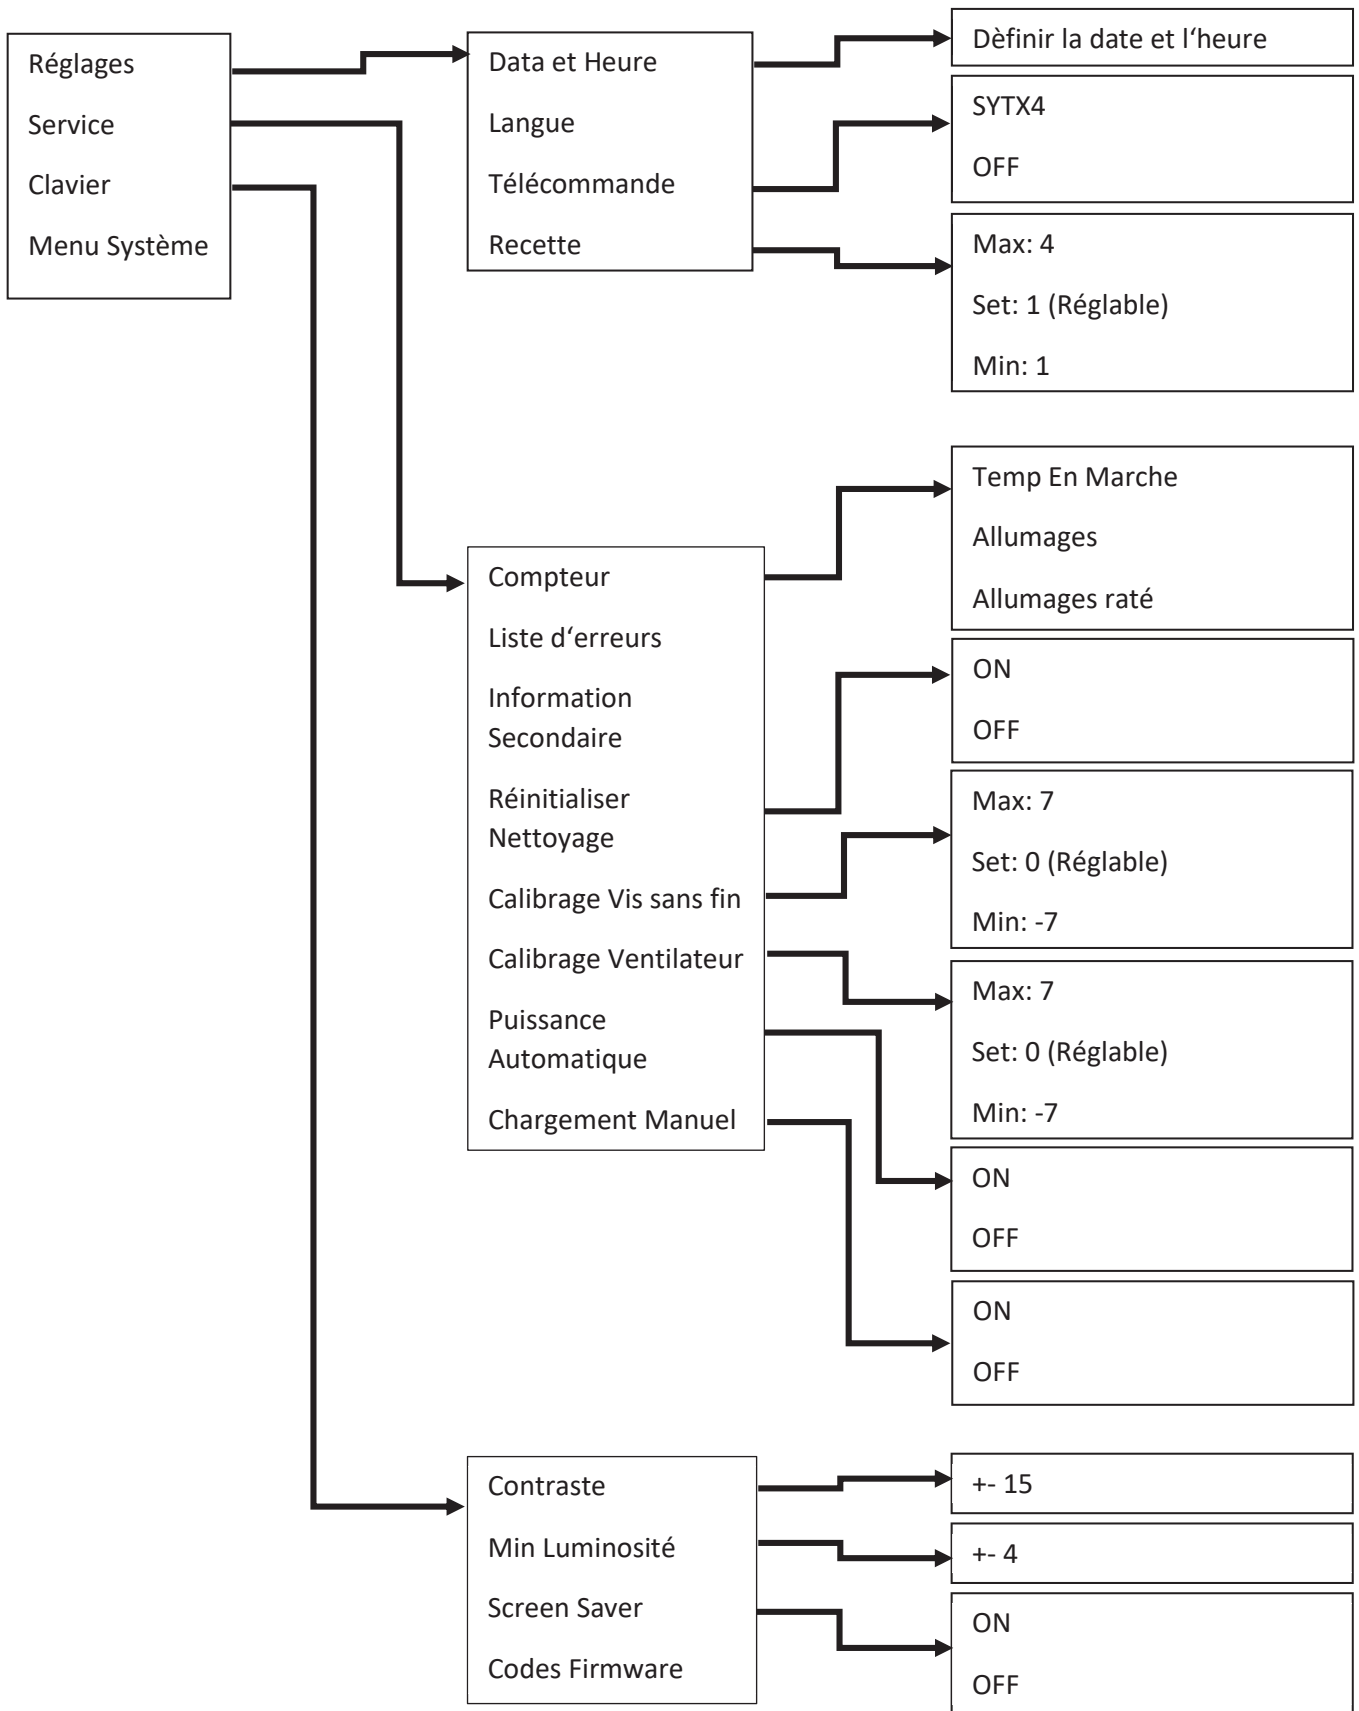 Réglages
Service
Clavier
Menu Système
Data et Heure
Langue
Télécommande
Recette
Dèfinir la date et l‘heure
SYTX4
OFF
Max: 4
Set: 1 (Réglable)
Min: 1
Compteur
Liste d‘erreurs
Information
Secondaire
Réinitialiser
Nettoyage
Calibrage Vis sans fin
Calibrage Ventilateur
Puissance
Automatique
Chargement Manuel
Temp En Marche
Allumages
Allumages raté
ON
OFF
Max: 7
Set: 0 (Réglable)
Min: -7
Max: 7
Set: 0 (Réglable)
Min: -7
ON
OFF
ON
OFF
Contraste
Min Luminosité
Screen Saver
Codes Firmware
+- 15
+- 4
ON
OFF